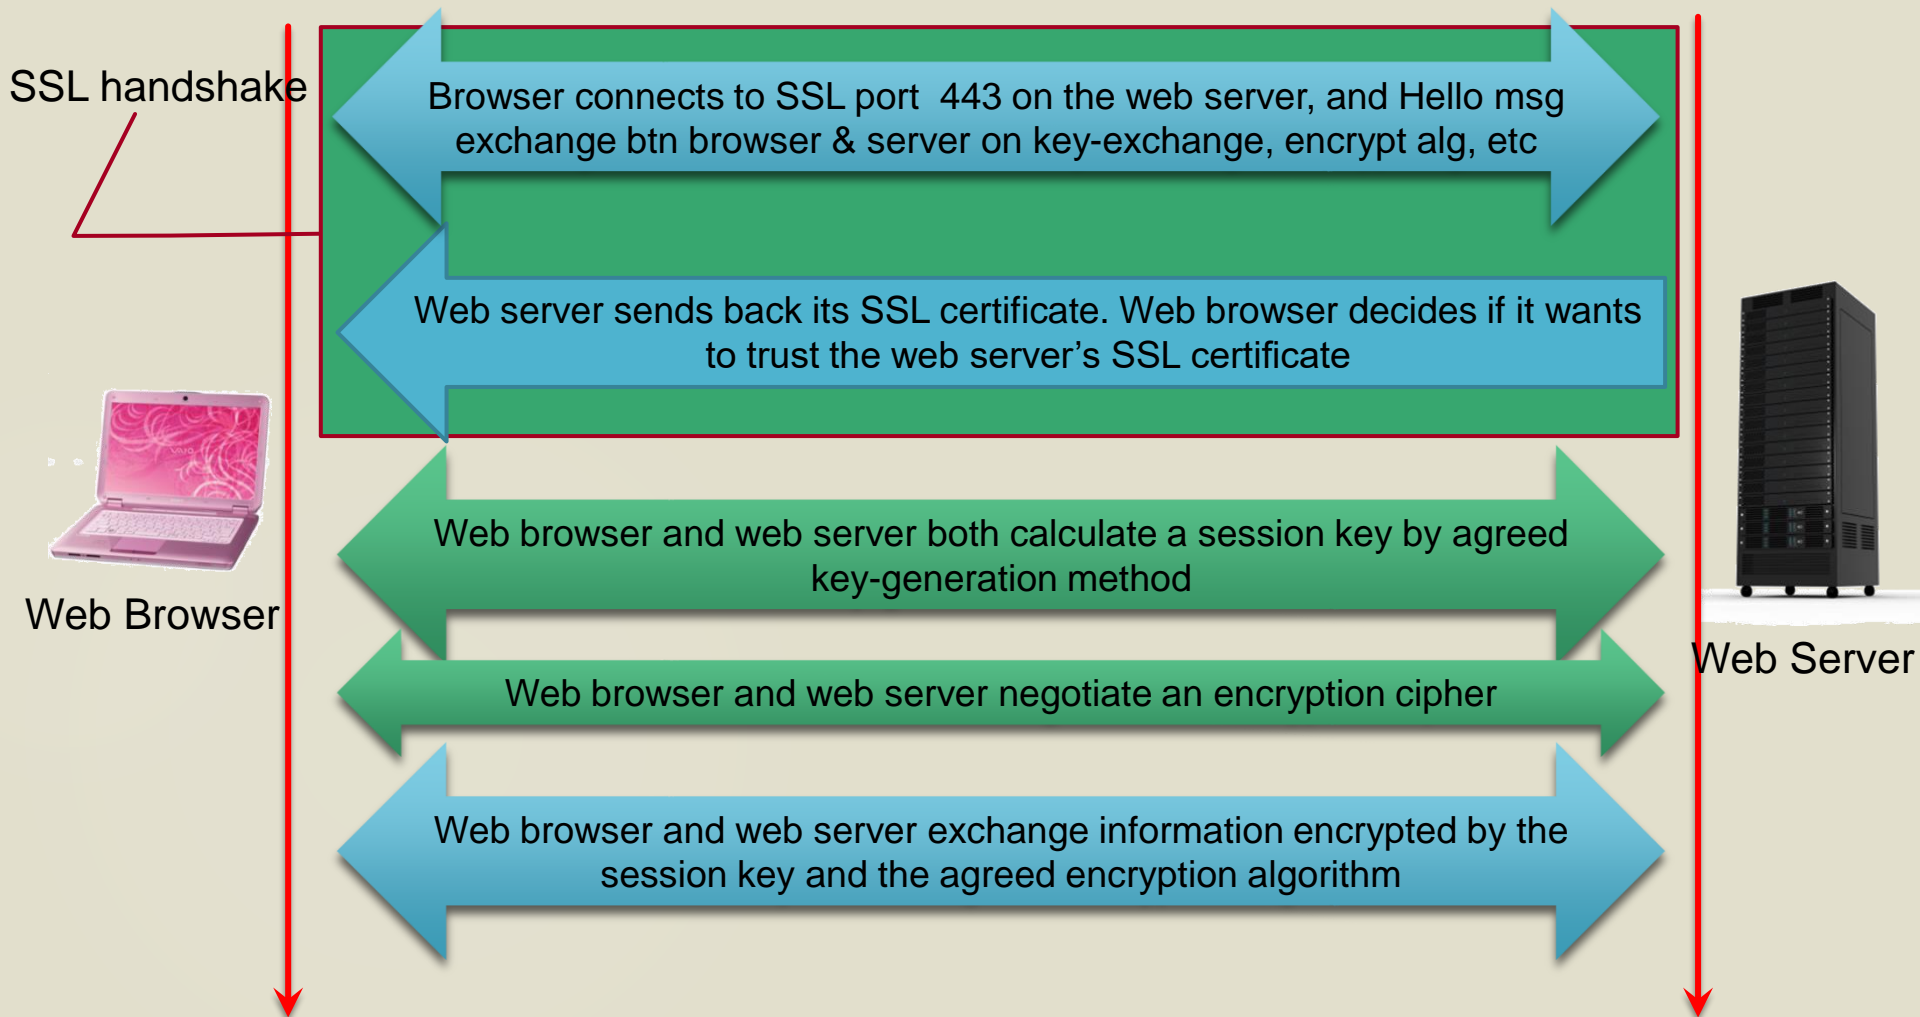 SSL handshake
Browser connects to SSL port 443 on the web server, and Hello msg
exchange btn browser & server on key-exchange, encrypt alg, etc
Web server sends back its SSL certificate. Web browser decides if it wants
to trust the web server’s SSL certificate
VAIO
Web browser and web server both calculate a session key by agreed
key-generation method
Web Browser
Web browser and web server negotiate an encryption cipher
Web Server
Web browser and web server exchange information encrypted by the
session key and the agreed encryption algorithm